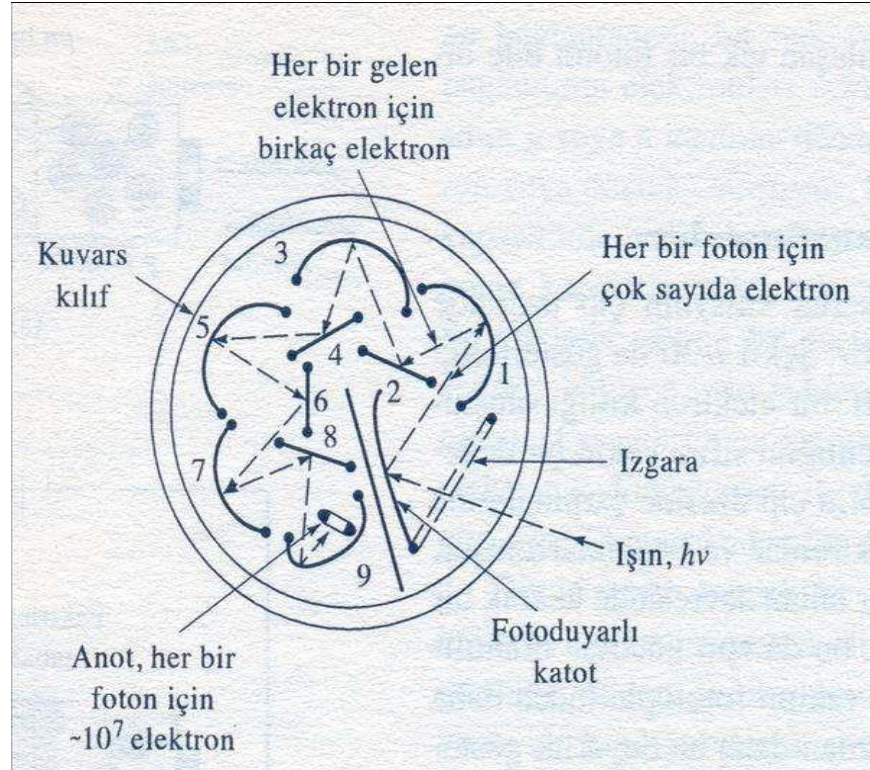 Her bir gelen
elektron için
birkaç elektron
Kuvars
kılıf
Her bir foton için
çok sayıda elektron
3
5
4
1
2
6
8
7
9
Izgara
Işın, hν
Fotoduyarlı
katot
Anot, her bir
foton için
~10⁷ elektron